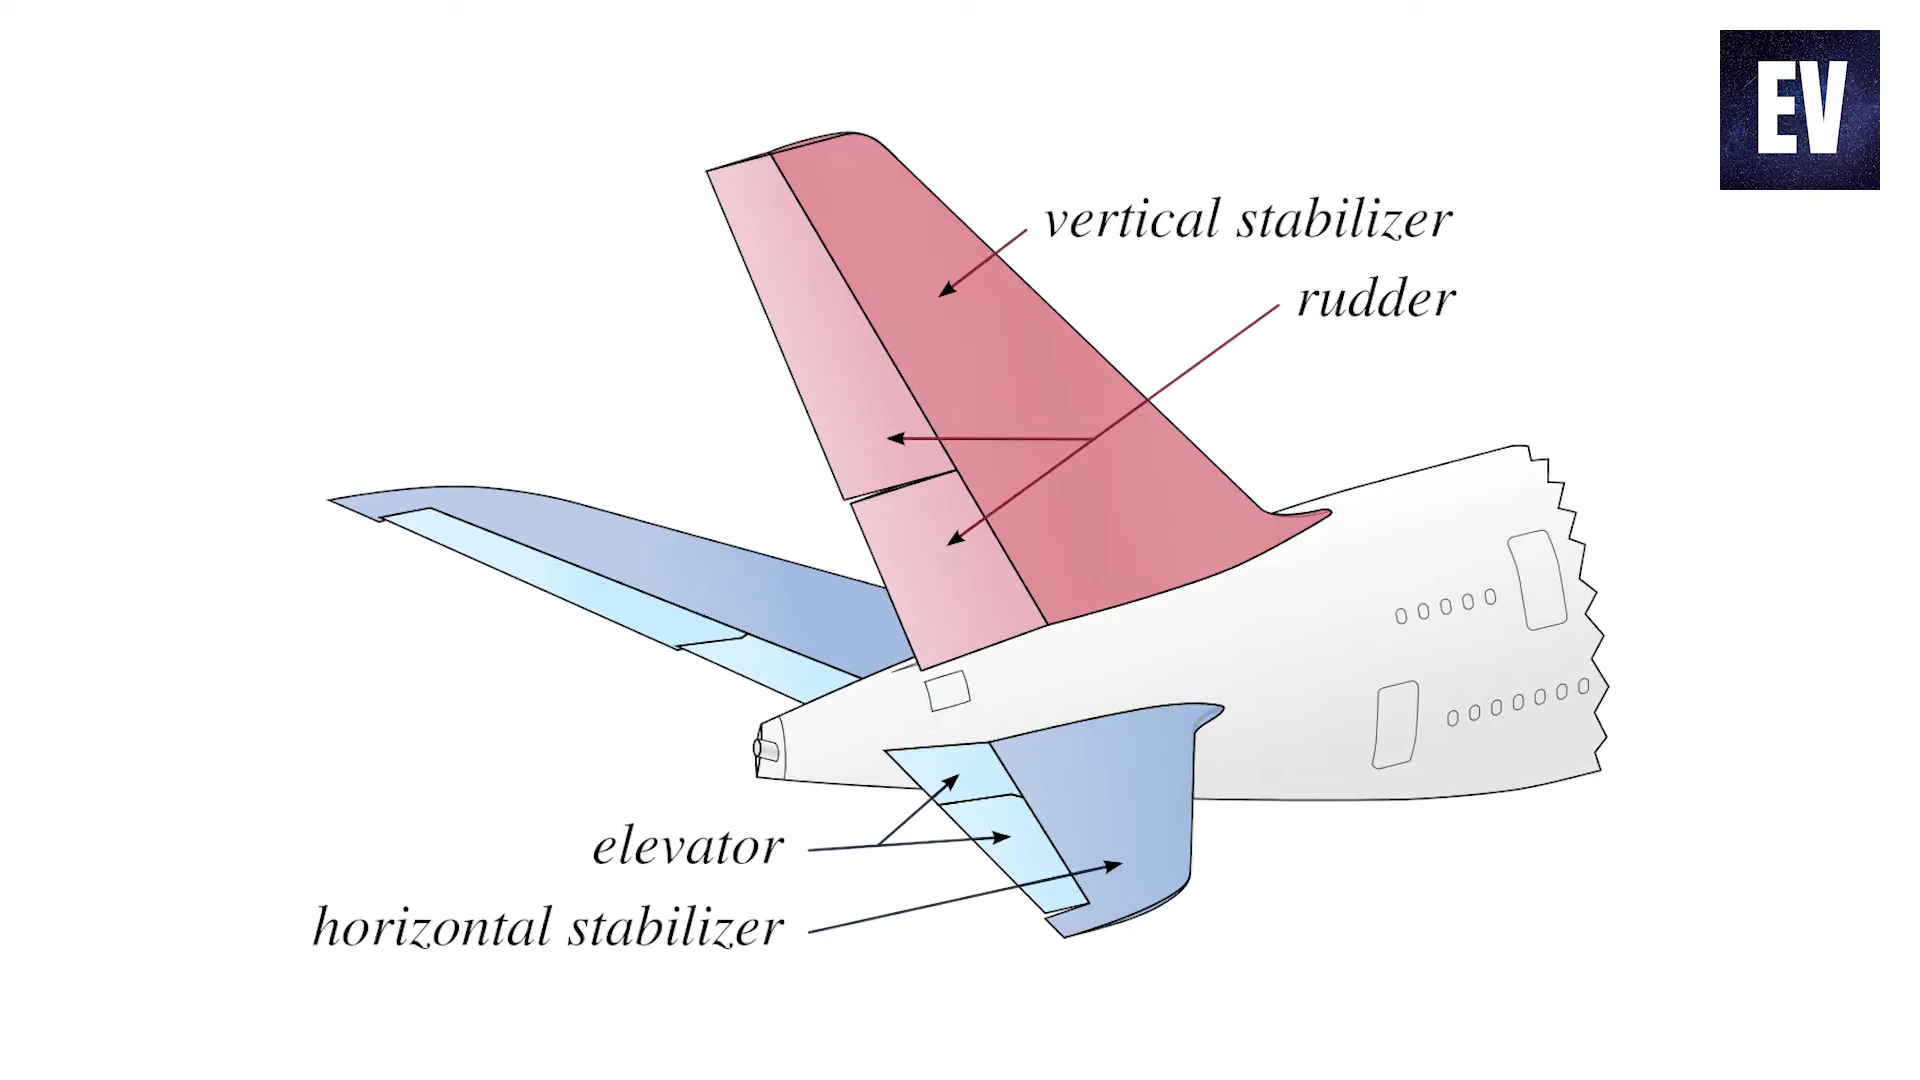 EV
vertical stabilizer
rudder
elevator
horizontal stabilizer